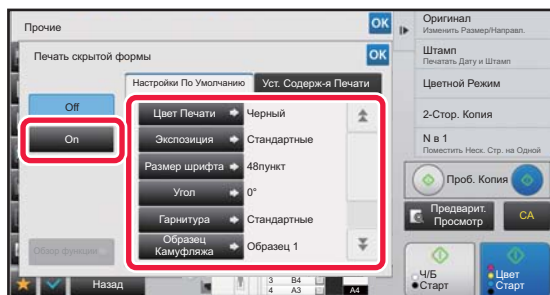 Прочие
OK
Печать скрытой формы
OK
Настройки По Умолчанию
Уст. Содерж-я Печати
Off
On
Цвет Печати
Черный
Экспозиция
Стандартные
Размер шрифта
48пункт
Угол
0°
Гарнитура
Стандартные
Образец
Камуфляжа
Образец 1
Обзор функции
Назад
3 B4
4 A3
A4
Оригинал
Изменить Размер/Направл.
Штамп
Печатать Дату и Штамп
Цветной Режим
2-Стор. Копия
N в 1
Поместить Неск. Стр. на Одной
Проб. Копия
Предварит.
Просмотр
CA
Ч/Б
Старт
Цвет
Старт